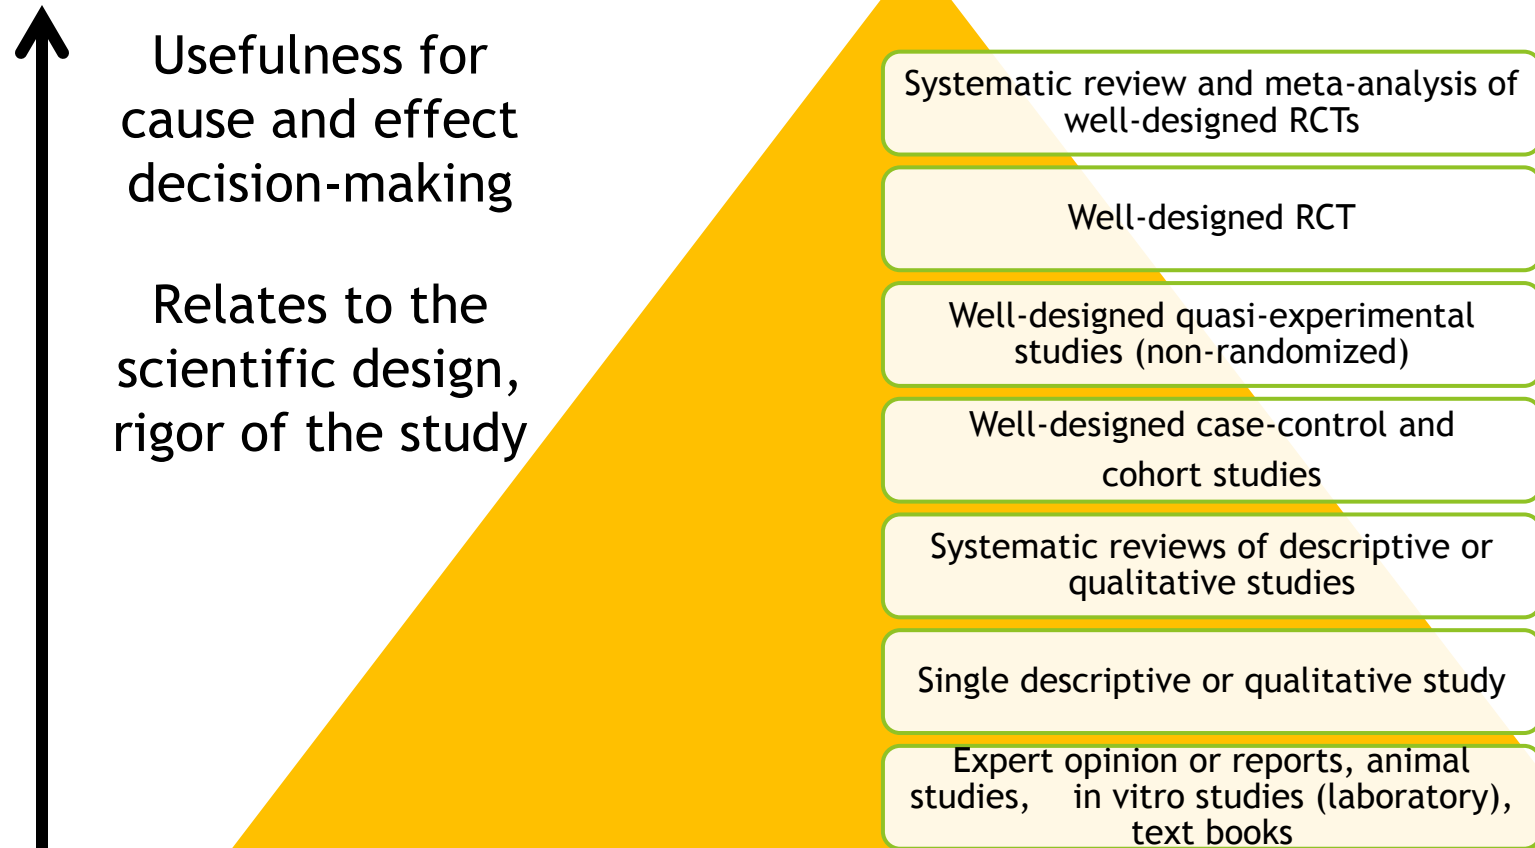 Usefulness for
cause and effect
decision-making
Relates to the
scientific design,
rigor of the study
Systematic review and meta-analysis of
well-designed RCTs
Well-designed RCT
Well-designed quasi-experimental
studies (non-randomized)
Well-designed case-control and
cohort studies
Systematic reviews of descriptive or
qualitative studies
Single descriptive or qualitative study
Expert opinion or reports, animal
studies, in vitro studies (laboratory),
text books